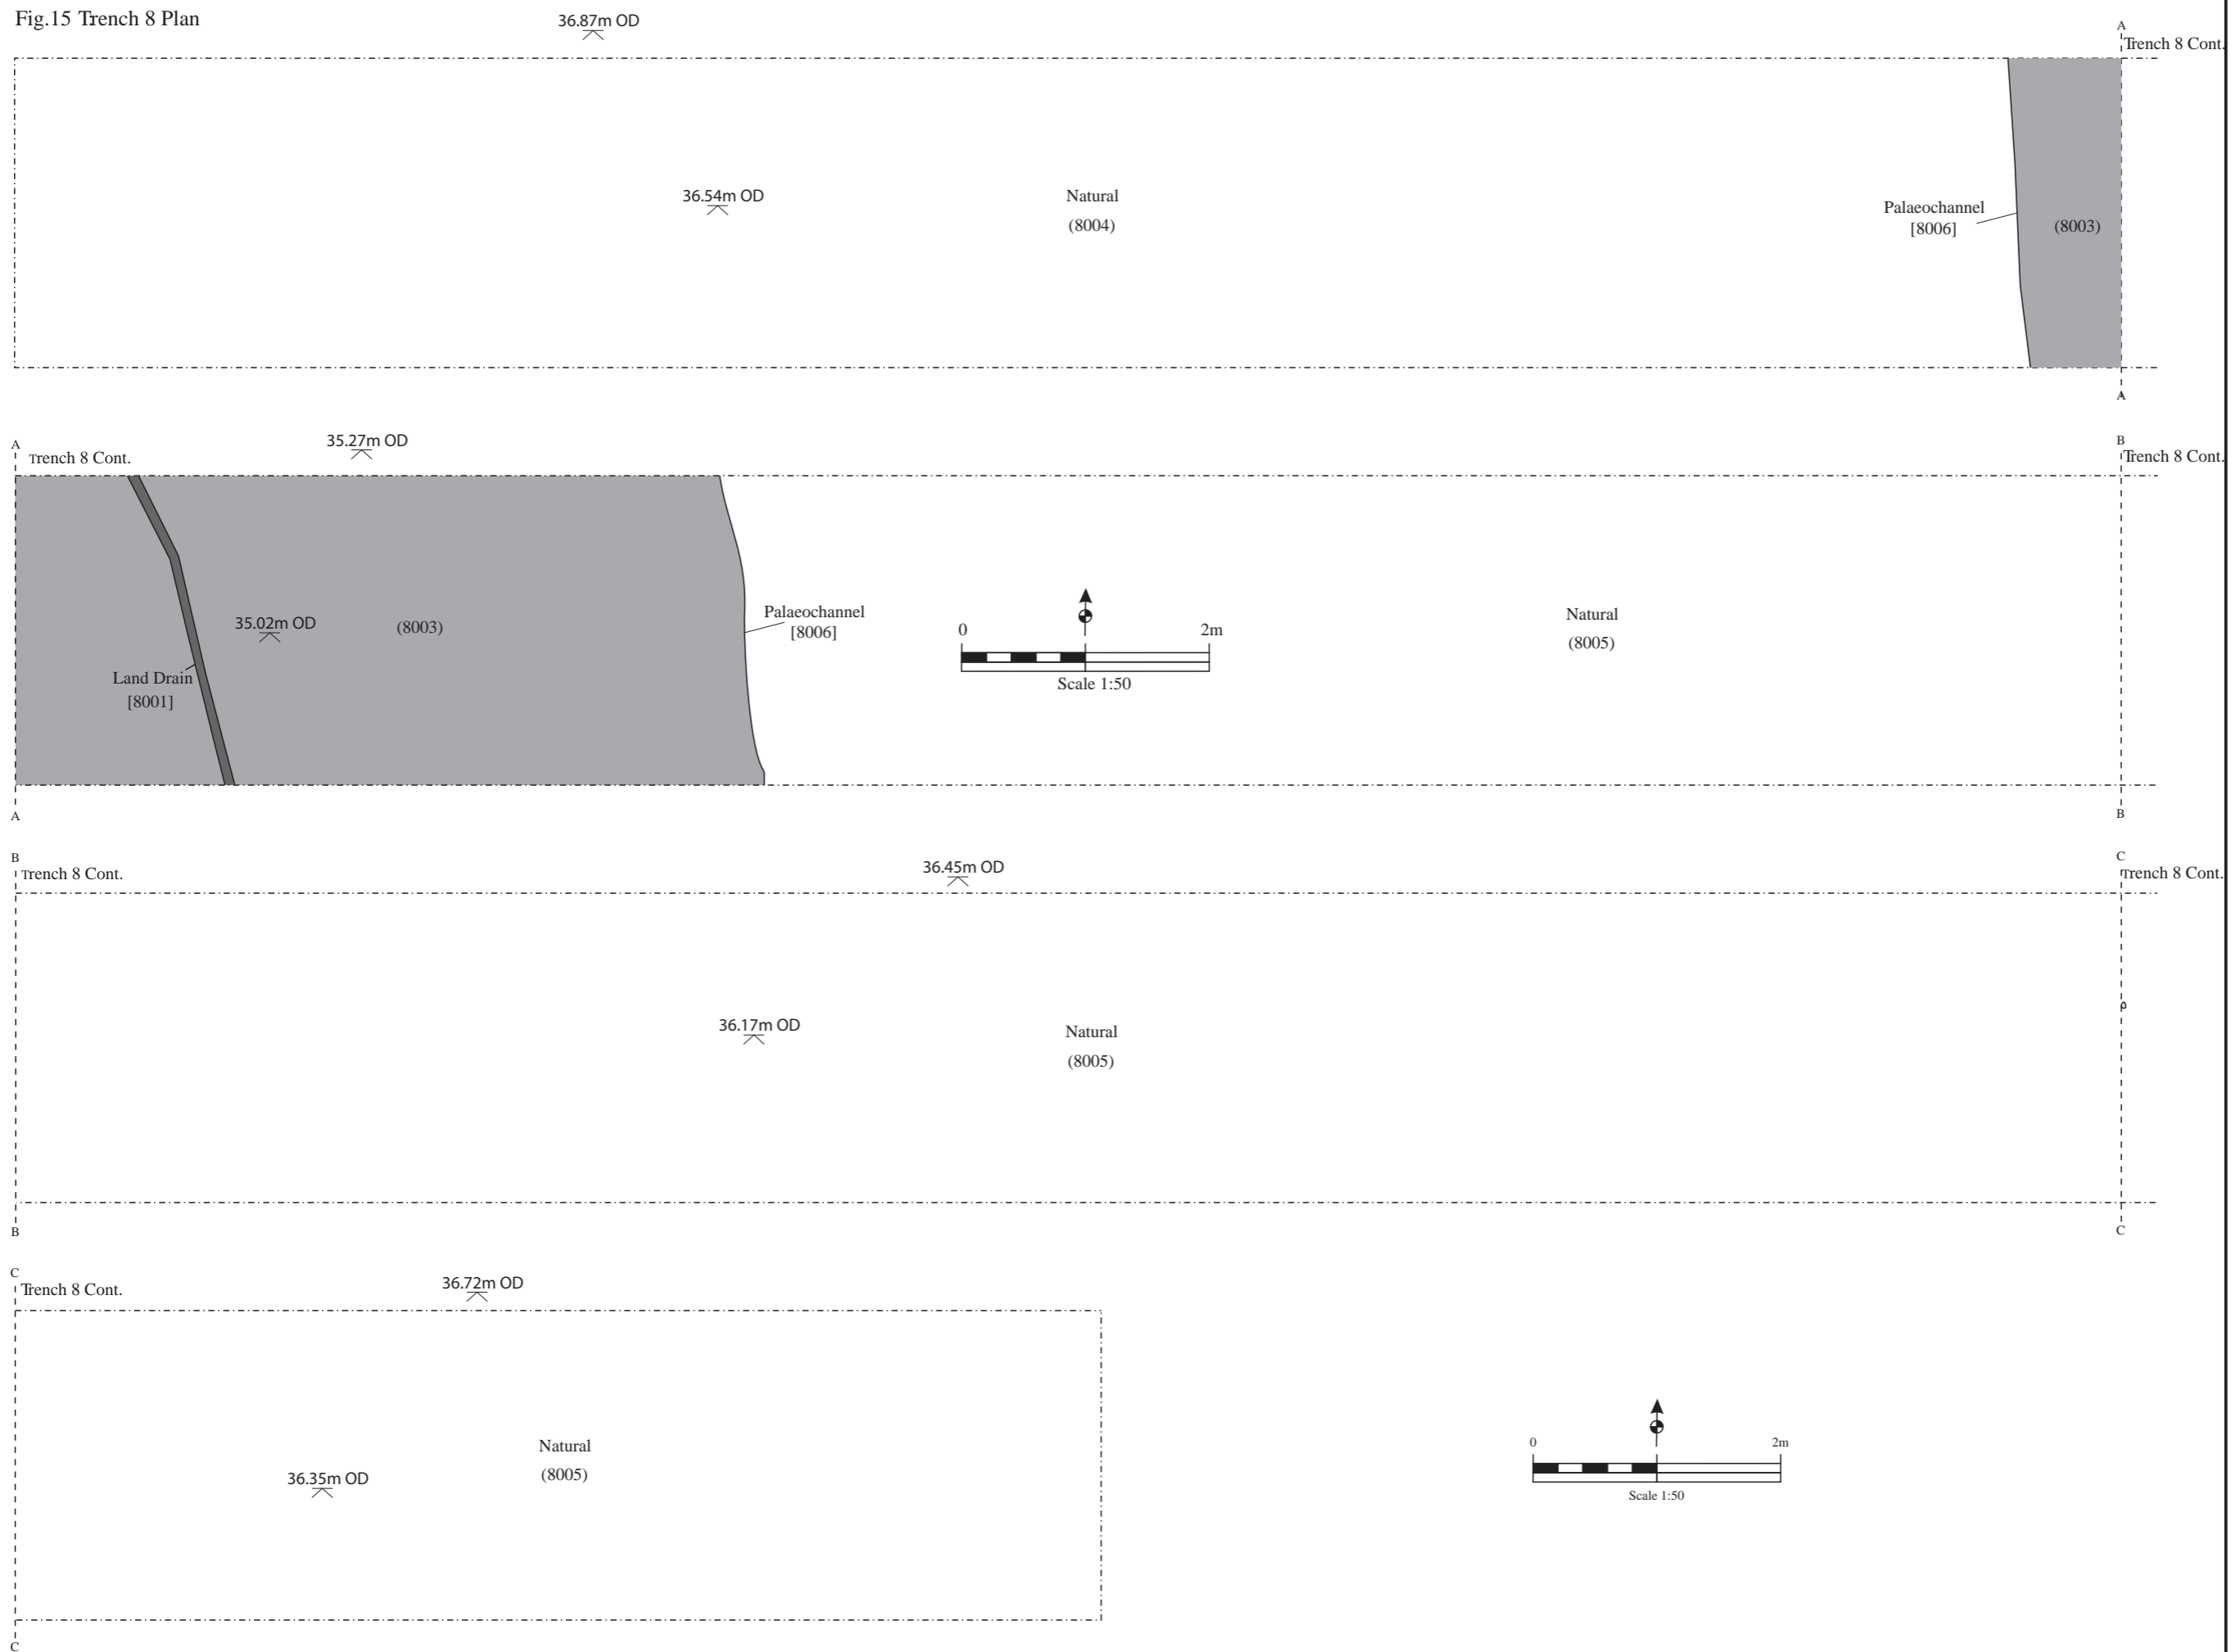 Fig.15 Trench 8 Plan
36.87m OD
A
Trench 8 Cont.
36.54m OD
Natural
(8004)
Palaeochannel
[8006]
(8003)
A
A
Trench 8 Cont.
35.27m OD
B
Trench 8 Cont.
35.02m OD
(8003)
Land Drain
[8001]
Palaeochannel
[8006]
0 2m
Scale 1:50
Natural
(8005)
A
B
B
Trench 8 Cont.
36.45m OD
C
Trench 8 Cont.
36.17m OD
Natural
(8005)
B
C
C
Trench 8 Cont.
36.72m OD
Natural
(8005)
36.35m OD
0 2m
Scale 1:50
C